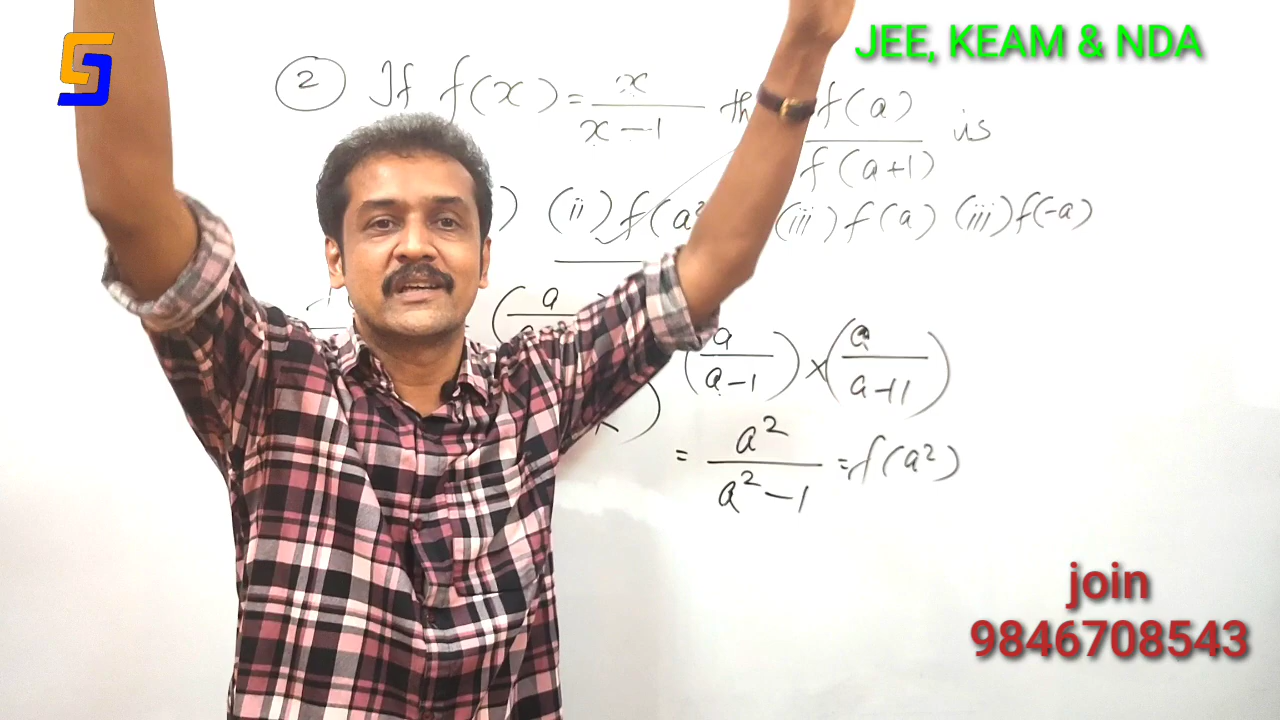 JEE, KEAM & NDA
2 If f(x) = x/(x-1) f(a)/f(a+1) is
(ii) f(a² (iii) f(a) (iii) f(-a)
(a
(a/(a-1)) × (a/(a+1))
= a²/(a²-1) = f(a²)
join
9846708543